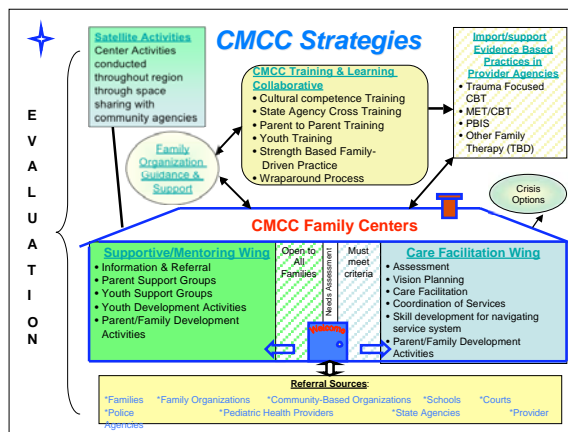 CMCC Strategies
Satellite Activities
Center Activities
conducted
throughout region
through space
sharing with
community agencies
CMCC Training & Learning
Collaborative
• Cultural competence Training
• State Agency Cross Training
• Parent to Parent Training
• Youth Training
• Strength Based Family-
Driven Practice
• Wraparound Process
Import/support
Evidence Based
Practices in
Provider Agencies
• Trauma Focused
CBT
• MET/CBT
• PBIS
• Other Family
Therapy (TBD)
EVALUATION
Family
Organization
Guidance &
Support
Crisis
Options
CMCC Family Centers
Supportive/Mentoring Wing
• Information & Referral
• Parent Support Groups
• Youth Support Groups
• Youth Development Activities
• Parent/Family Development
Activities
Open to
All
Families
Needs Assessment
Must
meet
criteria
Care Facilitation Wing
• Assessment
• Vision Planning
• Care Facilitation
• Coordination of Services
• Skill development for navigating
service system
• Parent/Family Development
Activities
Referral Sources:
*Families *Family Organizations *Community-Based Organizations *Schools *Courts
*Police *Pediatric Health Providers *State Agencies *Provider
Agencies